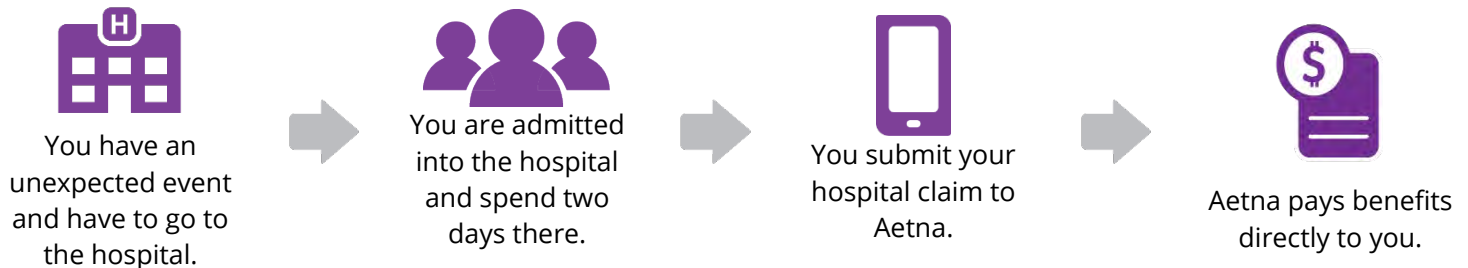 H
You have an
unexpected event
and have to go to
the hospital.
You are admitted
into the hospital
and spend two
days there.
You submit your
hospital claim to
Aetna.
$
Aetna pays benefits
directly to you.